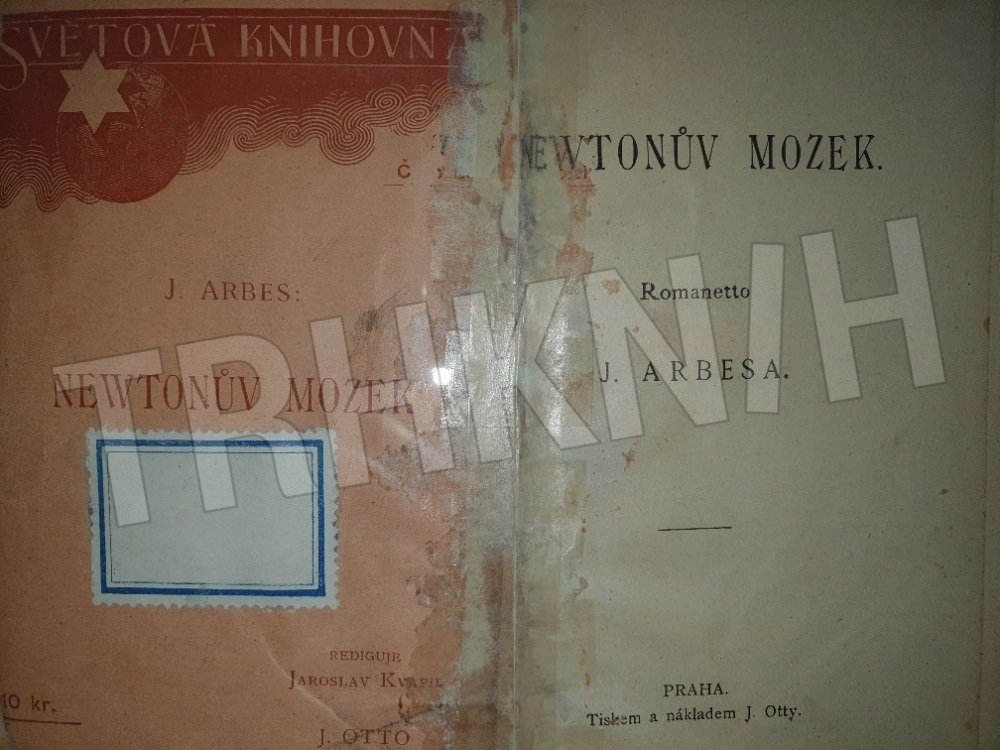 SVĚTOVÁ KNIHOVNA
Č
J. ARBES:
NEWTONŮV MOZEK
REDIGUJE
JAROSLAV KVAPIL
10 kr.
J. OTTO
NEWTONŮV MOZEK.
Romanetto
J. ARBESA.
PRAHA.
Tiskem a nákladem J. Otty.
TRHKNIH